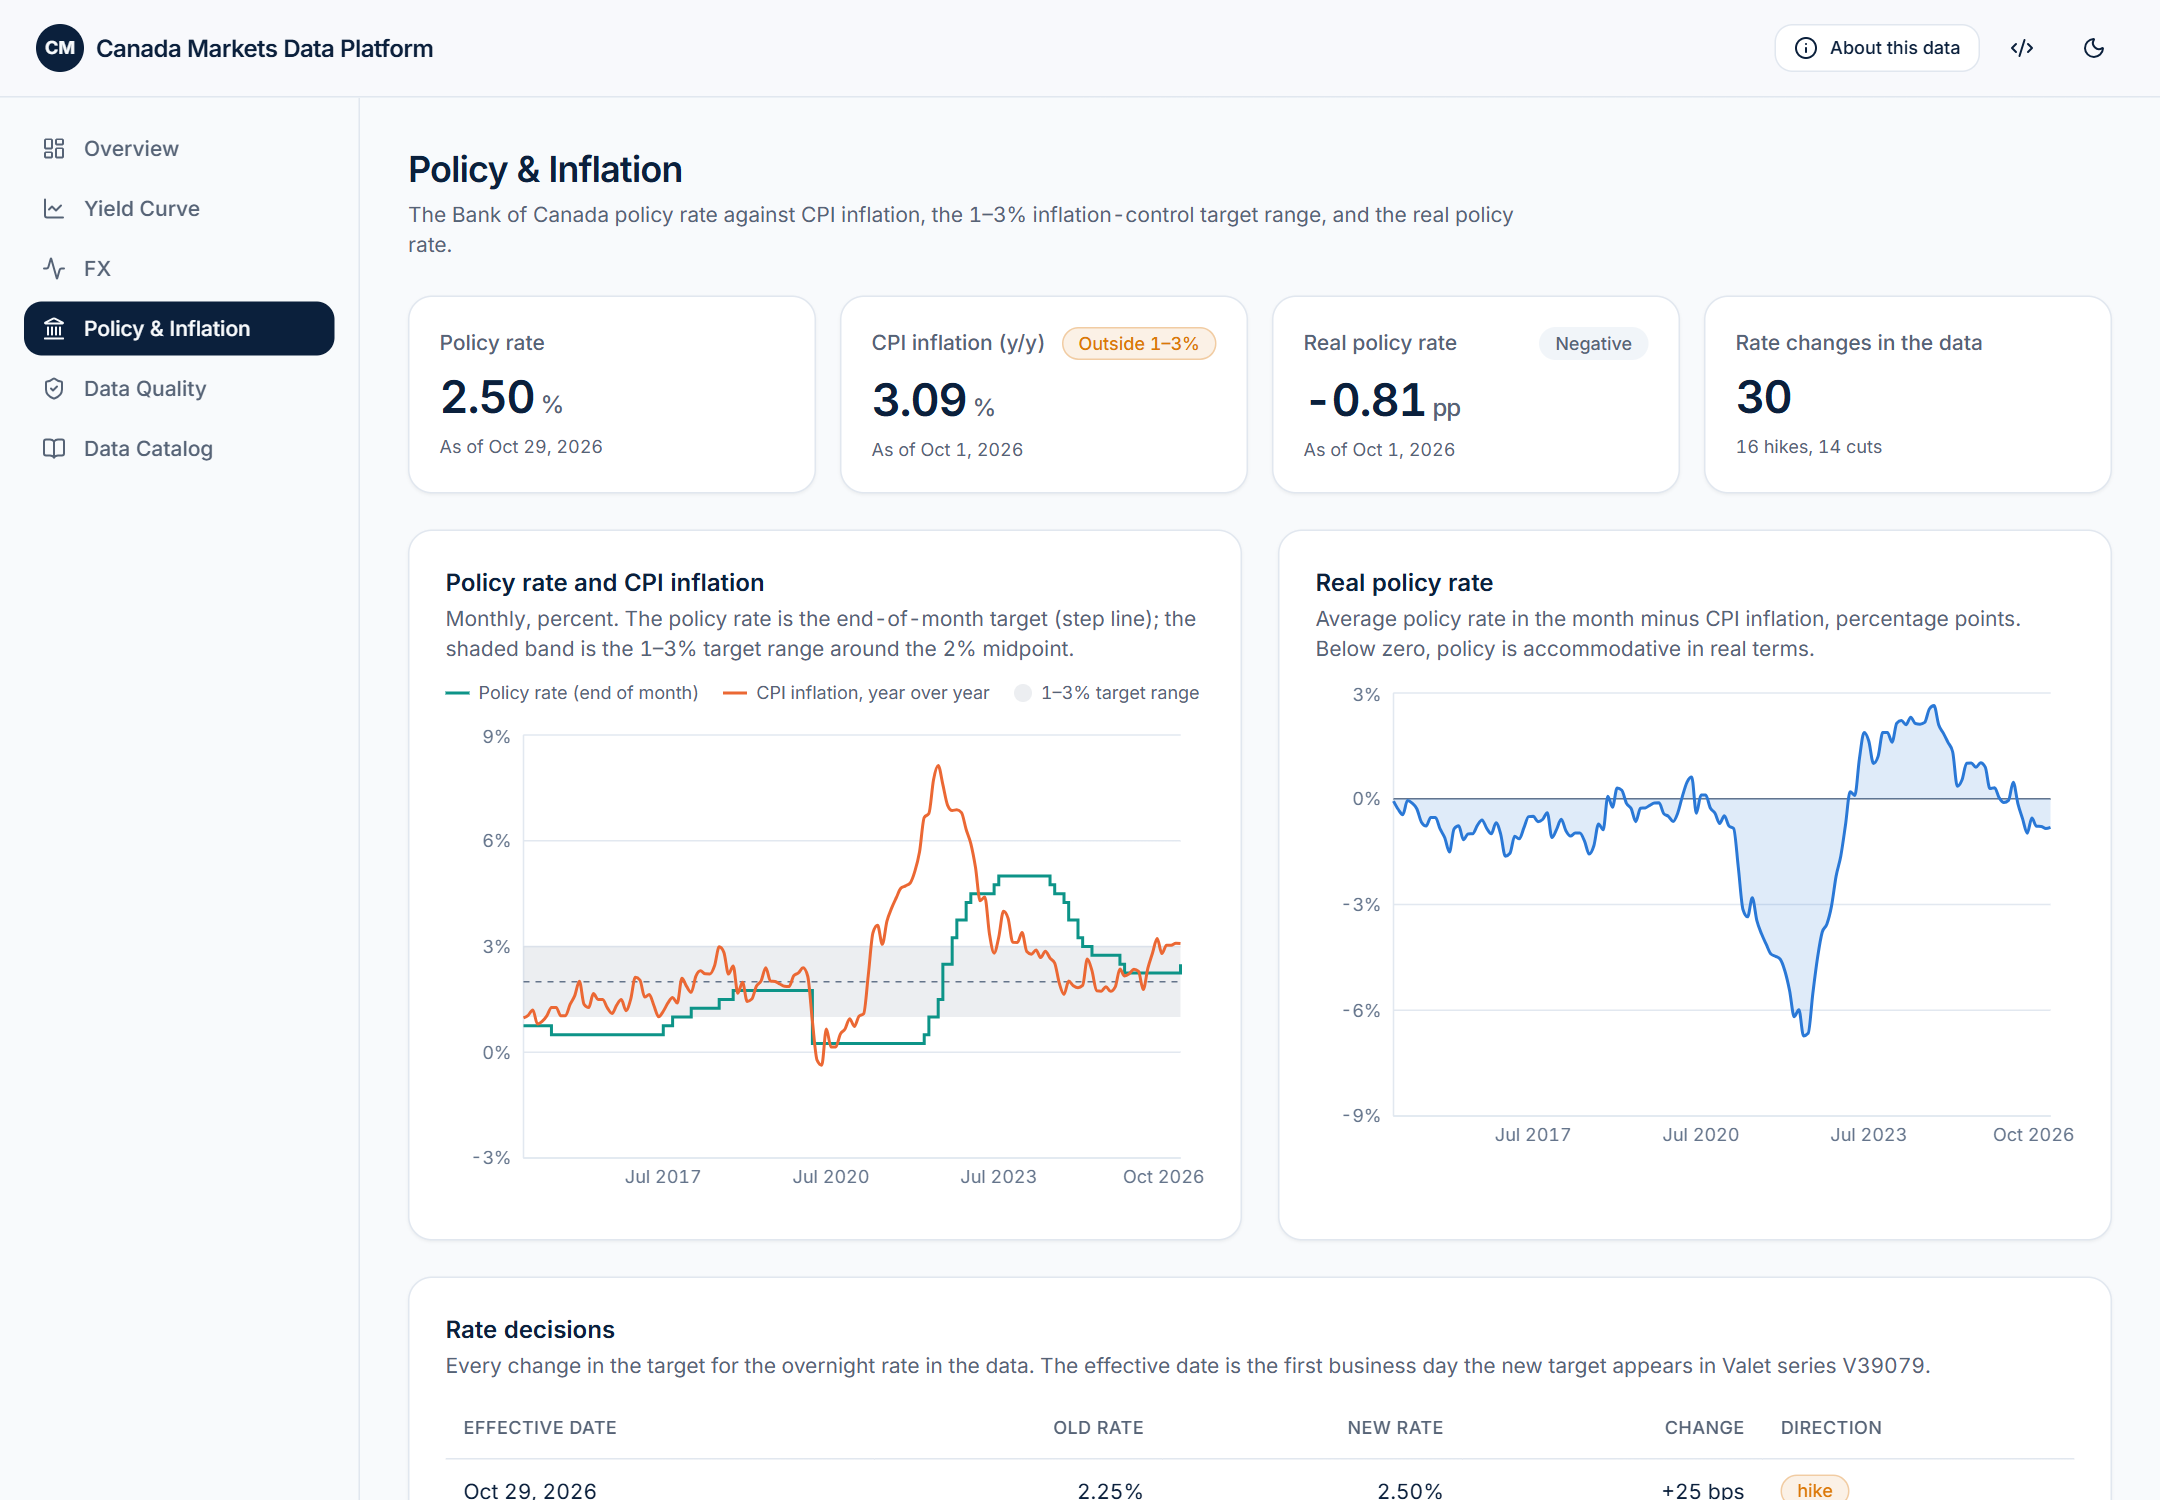 CM
Canada Markets Data Platform
About this data
Overview
Yield Curve
FX
Policy & Inflation
Data Quality
Data Catalog
Policy & Inflation
The Bank of Canada policy rate against CPI inflation, the 1–3% inflation-control target range, and the real policy
rate.
Policy rate
2.50 %
As of Oct 29, 2026
CPI inflation (y/y)
Outside 1–3%
3.09 %
As of Oct 1, 2026
Real policy rate
Negative
-0.81 pp
As of Oct 1, 2026
Rate changes in the data
30
16 hikes, 14 cuts
Policy rate and CPI inflation
Monthly, percent. The policy rate is the end-of-month target (step line); the
shaded band is the 1–3% target range around the 2% midpoint.
Policy rate (end of month)
CPI inflation, year over year
1–3% target range
9%
6%
3%
0%
-3%
Jul 2017
Jul 2020
Jul 2023
Oct 2026
Real policy rate
Average policy rate in the month minus CPI inflation, percentage points.
Below zero, policy is accommodative in real terms.
3%
0%
-3%
-6%
-9%
Jul 2017
Jul 2020
Jul 2023
Oct 2026
Rate decisions
Every change in the target for the overnight rate in the data. The effective date is the first business day the new target appears in Valet series V39079.
EFFECTIVE DATE
OLD RATE
NEW RATE
CHANGE
DIRECTION
Oct 29, 2026
2.25%
2.50%
+25 bps
hike